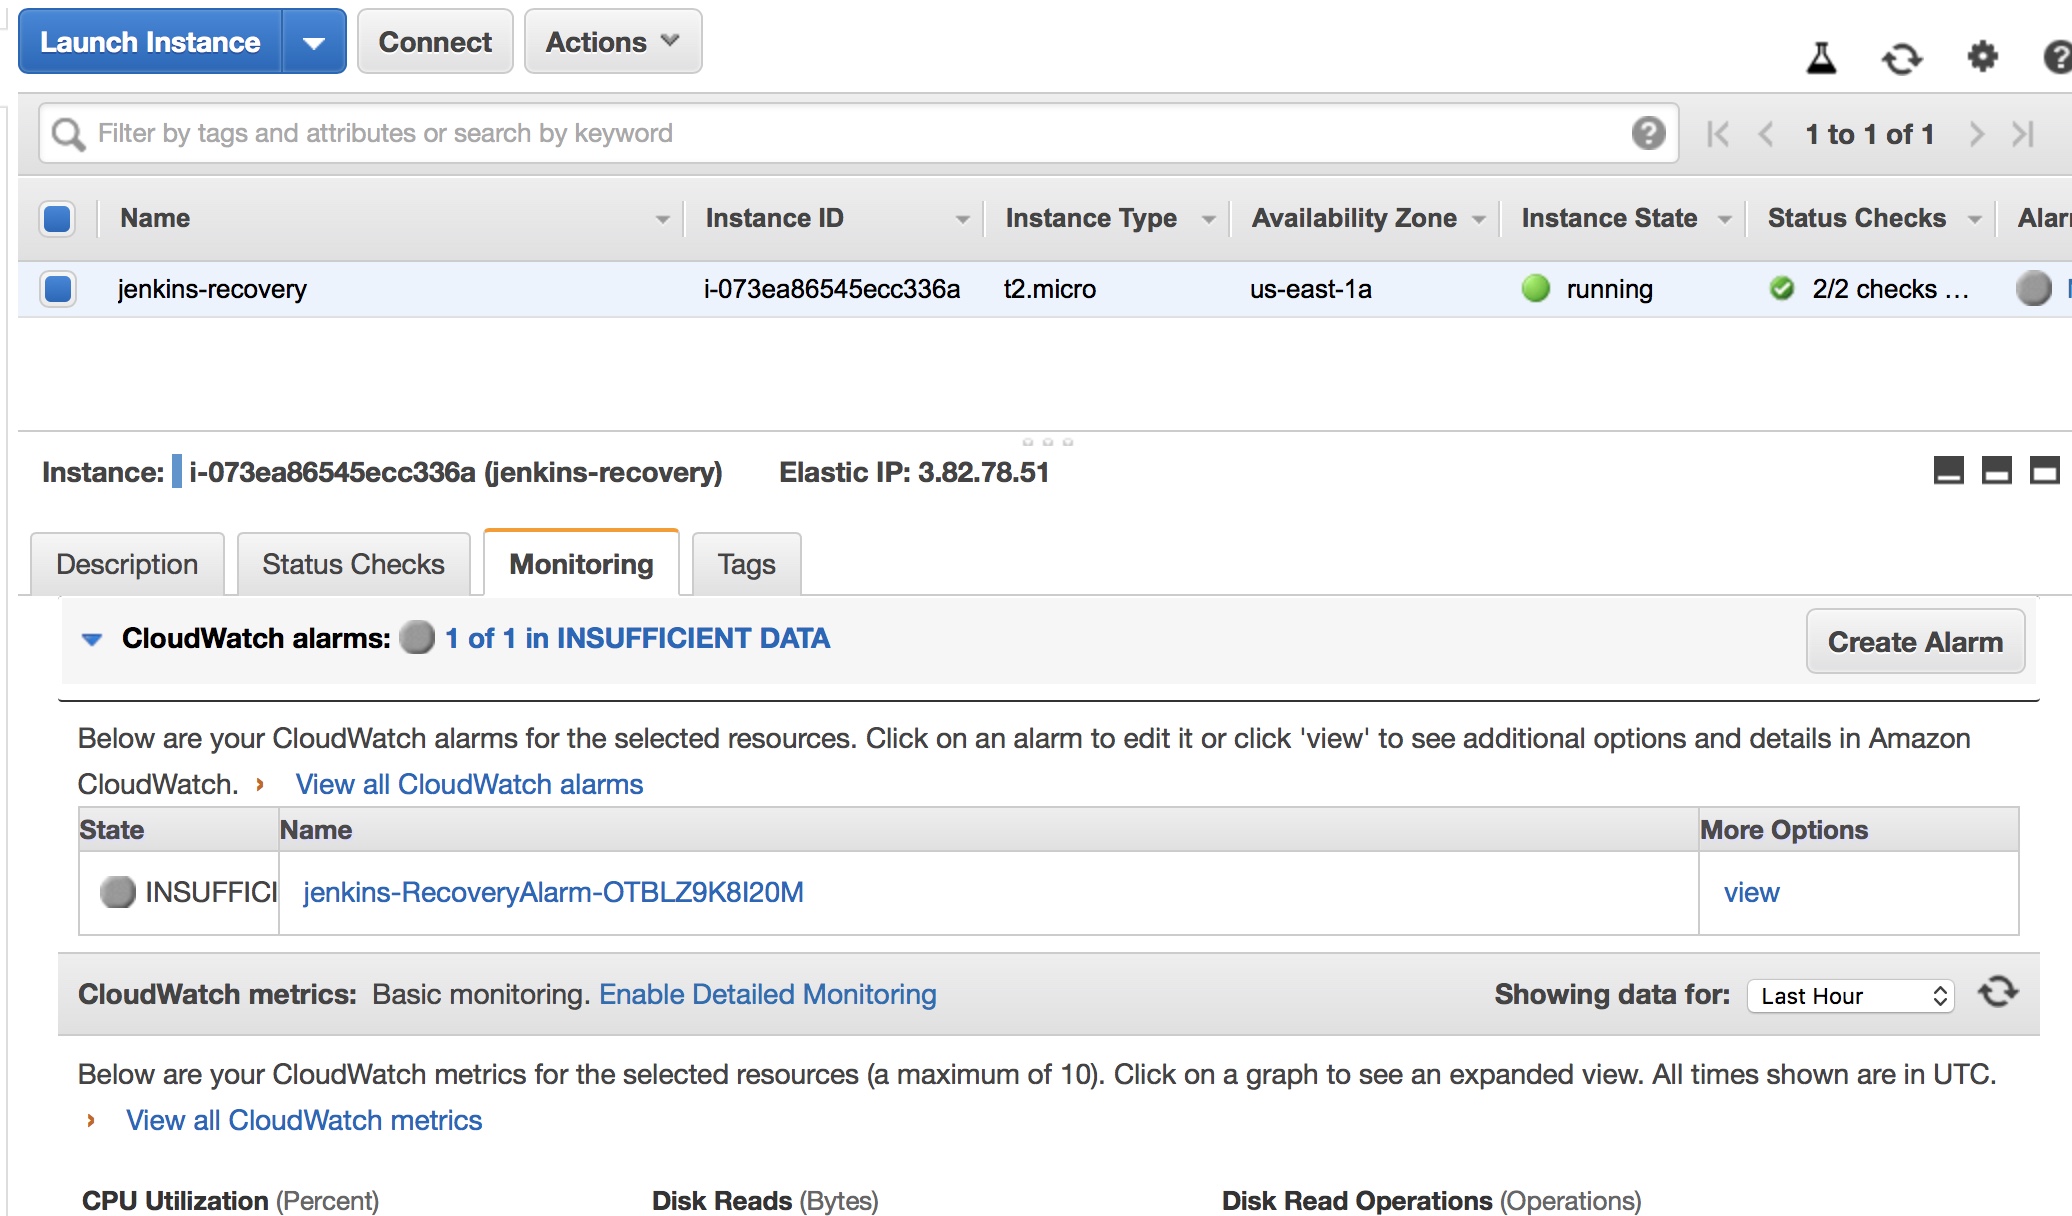 Launch Instance Connect Actions
Filter by tags and attributes or search by keyword 1 to 1 of 1
Name Instance ID Instance Type Availability Zone Instance State Status Checks
jenkins-recovery i-073ea86545ecc336a t2.micro us-east-1a running 2/2 checks ...
Instance: i-073ea86545ecc336a (jenkins-recovery) Elastic IP: 3.82.78.51
Description Status Checks Monitoring Tags
CloudWatch alarms: 1 of 1 in INSUFFICIENT DATA Create Alarm
Below are your CloudWatch alarms for the selected resources. Click on an alarm to edit it or click 'view' to see additional options and details in Amazon
CloudWatch. › View all CloudWatch alarms
State Name More Options
INSUFFICI jenkins-RecoveryAlarm-OTBLZ9K8I20M view
CloudWatch metrics: Basic monitoring. Enable Detailed Monitoring Showing data for: Last Hour
Below are your CloudWatch metrics for the selected resources (a maximum of 10). Click on a graph to see an expanded view. All times shown are in UTC.
› View all CloudWatch metrics
CPU Utilization (Percent) Disk Reads (Bytes) Disk Read Operations (Operations)